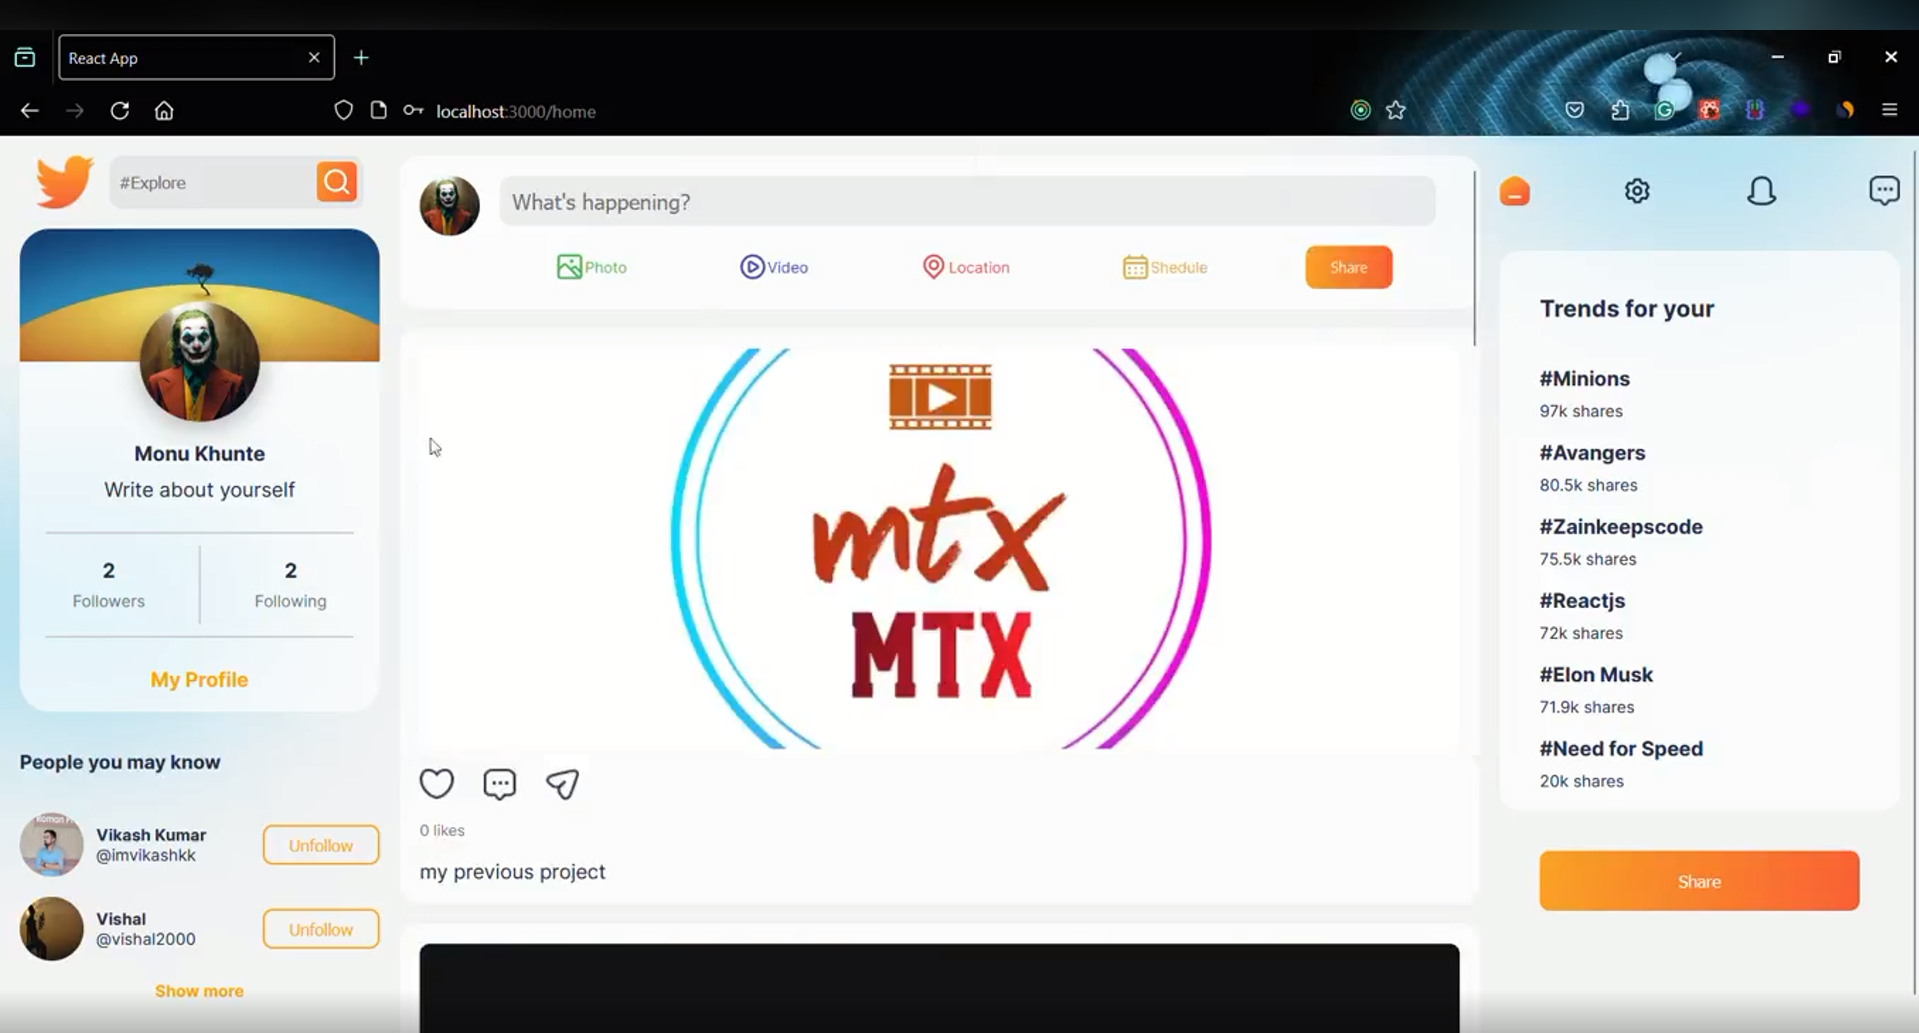 React App
localhost:3000/home
#Explore
What's happening?
Photo
Video
Location
Shedule
Share
Monu Khunte
Write about yourself
2
Followers
2
Following
My Profile
People you may know
Vikash Kumar
@imvikashkk
Unfollow
Vishal
@vishal2000
Unfollow
Show more
mtx
MTX
0 likes
my previous project
Trends for your
#Minions
97k shares
#Avangers
80.5k shares
#Zainkeepscode
75.5k shares
#Reactjs
72k shares
#Elon Musk
71.9k shares
#Need for Speed
20k shares
Share